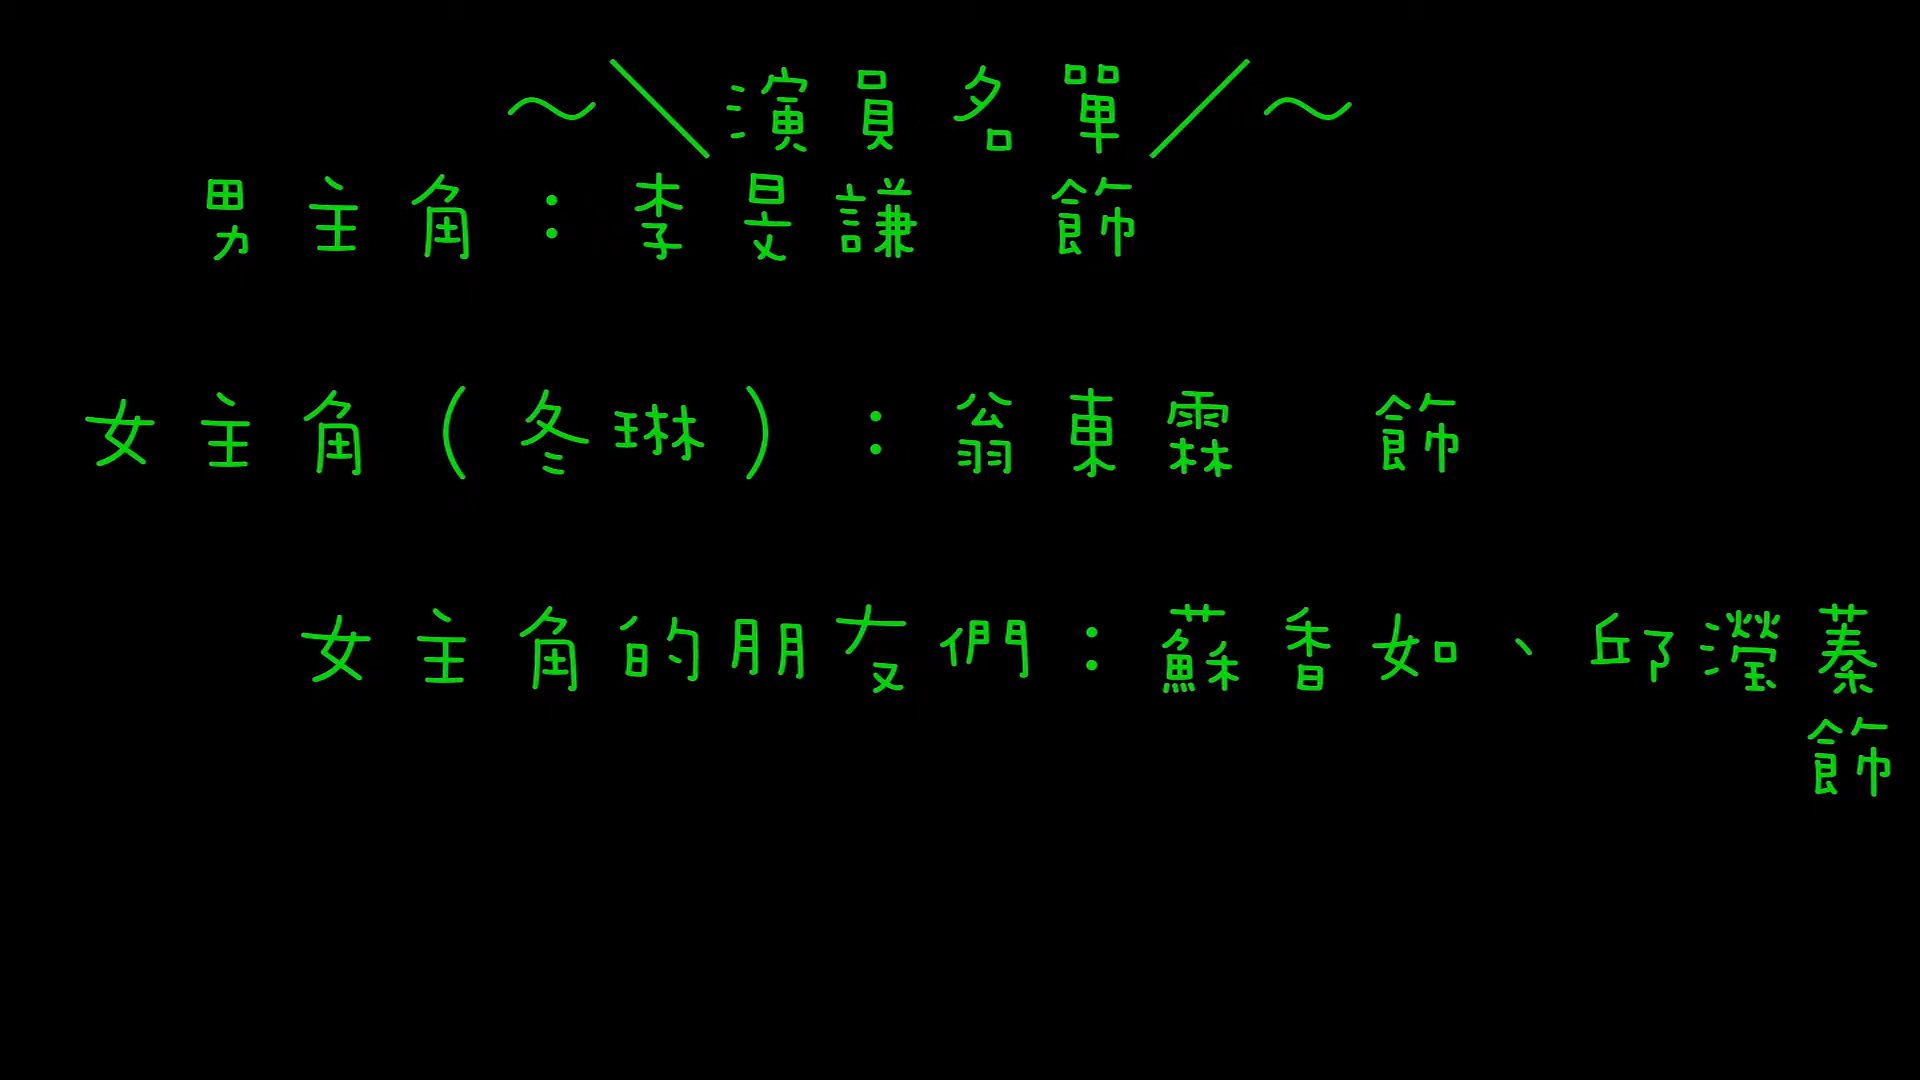 ～＼演員名單／～
男主角：李旻謙　飾
女主角(冬琳)：翁東霖　飾
女主角的朋友們：蘇香如、邱瀅蓁
飾